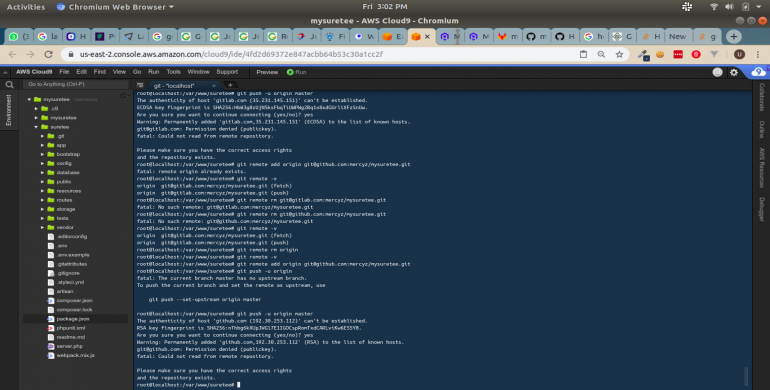 Activities
Chromium Web Browser
Fri 3:02 PM
mysuretee - AWS Cloud9 - Chromium
us-east-2.console.aws.amazon.com/cloud9/ide/4fd2d69372e847acbb64b53c30a1cc2f
AWS Cloud9 File Edit Find View Go Run Tools Window Support Preview Run
Go to Anything (Ctrl-P)
git - "localhost"
Environment
mysuretee
.c9
mysuretee
suretee
.git
app
bootstrap
config
database
public
resources
routes
storage
tests
vendor
.editorconfig
.env
.env.example
.gitattributes
.gitignore
.styleci.yml
artisan
composer.json
composer.lock
package.json
phpunit.xml
readme.md
server.php
webpack.mix.js
root@localhost:/var/www/suretee# git push -u origin master
The authenticity of host 'gitlab.com (35.231.145.151)' can't be established.
ECDSA key fingerprint is
Are you sure you want to continue connecting (yes/no)? yes
Warning: Permanently added 'gitlab.com,35.231.145.151' (ECDSA) to the list of known hosts.
git@gitlab.com: Permission denied (publickey).
fatal: Could not read from remote repository.
Please make sure you have the correct access rights
and the repository exists.
root@localhost:/var/www/suretee# git remote add origin git@github.com:mercyz/mysuretee.git
fatal: remote origin already exists.
root@localhost:/var/www/suretee# git remote -v
origin git@gitlab.com:mercyz/mysuretee.git (fetch)
origin git@gitlab.com:mercyz/mysuretee.git (push)
root@localhost:/var/www/suretee# git remote rm git@gitlab.com:mercyz/mysuretee.git
fatal: No such remote: git@gitlab.com:mercyz/mysuretee.git
root@localhost:/var/www/suretee# git remote rm git@github.com:mercyz/mysuretee.git
fatal: No such remote: git@github.com:mercyz/mysuretee.git
root@localhost:/var/www/suretee# git remote -v
origin git@gitlab.com:mercyz/mysuretee.git (fetch)
origin git@gitlab.com:mercyz/mysuretee.git (push)
root@localhost:/var/www/suretee# git remote rm origin
root@localhost:/var/www/suretee# git remote -v
root@localhost:/var/www/suretee# git remote add origin git@github.com:mercyz/mysuretee.git
root@localhost:/var/www/suretee# git push -u origin
fatal: The current branch master has no upstream branch.
To push the current branch and set the remote as upstream, use
git push --set-upstream origin master
root@localhost:/var/www/suretee# git push -u origin master
The authenticity of host 'github.com (192.30.253.112)' can't be established.
RSA key fingerprint is SHA256:nThbg6kXUpJWGl7E1IGOCspRomTxdCARLviKw6E5SY8.
Are you sure you want to continue connecting (yes/no)? yes
Warning: Permanently added 'github.com,192.30.253.112' (RSA) to the list of known hosts.
git@github.com: Permission denied (publickey).
fatal: Could not read from remote repository.
Please make sure you have the correct access rights
and the repository exists.
root@localhost:/var/www/suretee#
Collaborate
Outline
AWS Resources
Debugger